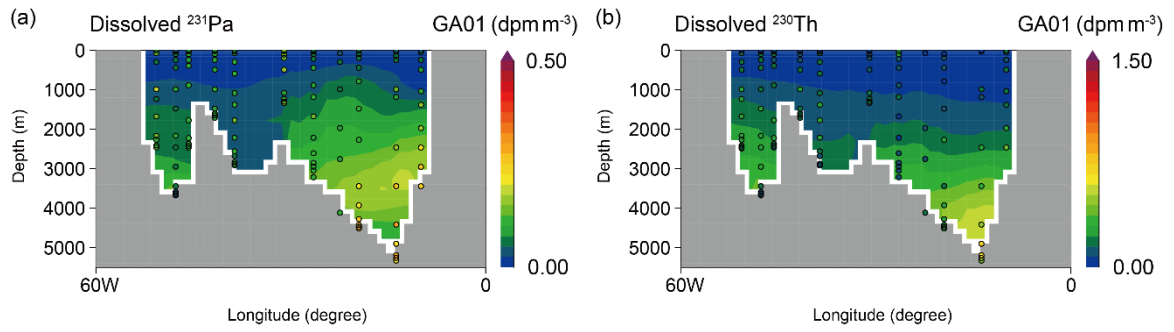 (a) Dissolved ²³¹Pa GA01 (dpm m⁻³)
0
1000
2000
3000
4000
5000
Depth (m)
60W 0
Longitude (degree)
0.50
0.00
(b) Dissolved ²³⁰Th GA01 (dpm m⁻³)
0
1000
2000
3000
4000
5000
Depth (m)
60W 0
Longitude (degree)
1.50
0.00